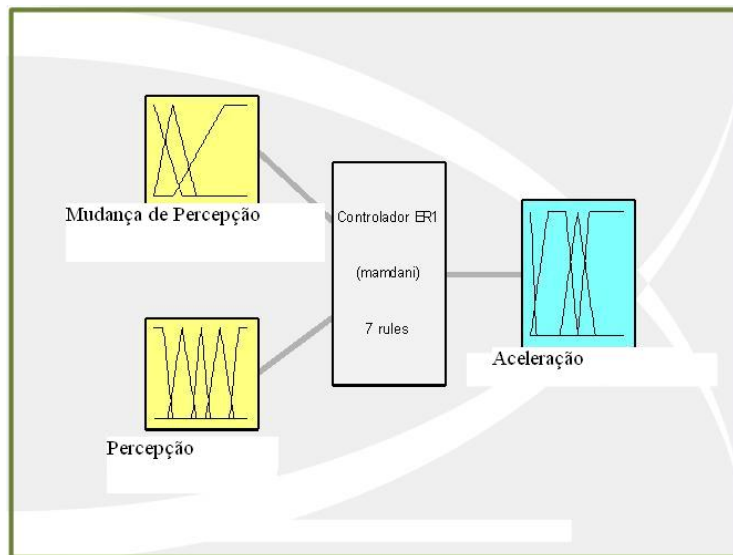 Mudança de Percepção
Controlador ER1
(mamdani)
7 rules
Aceleração
Percepção